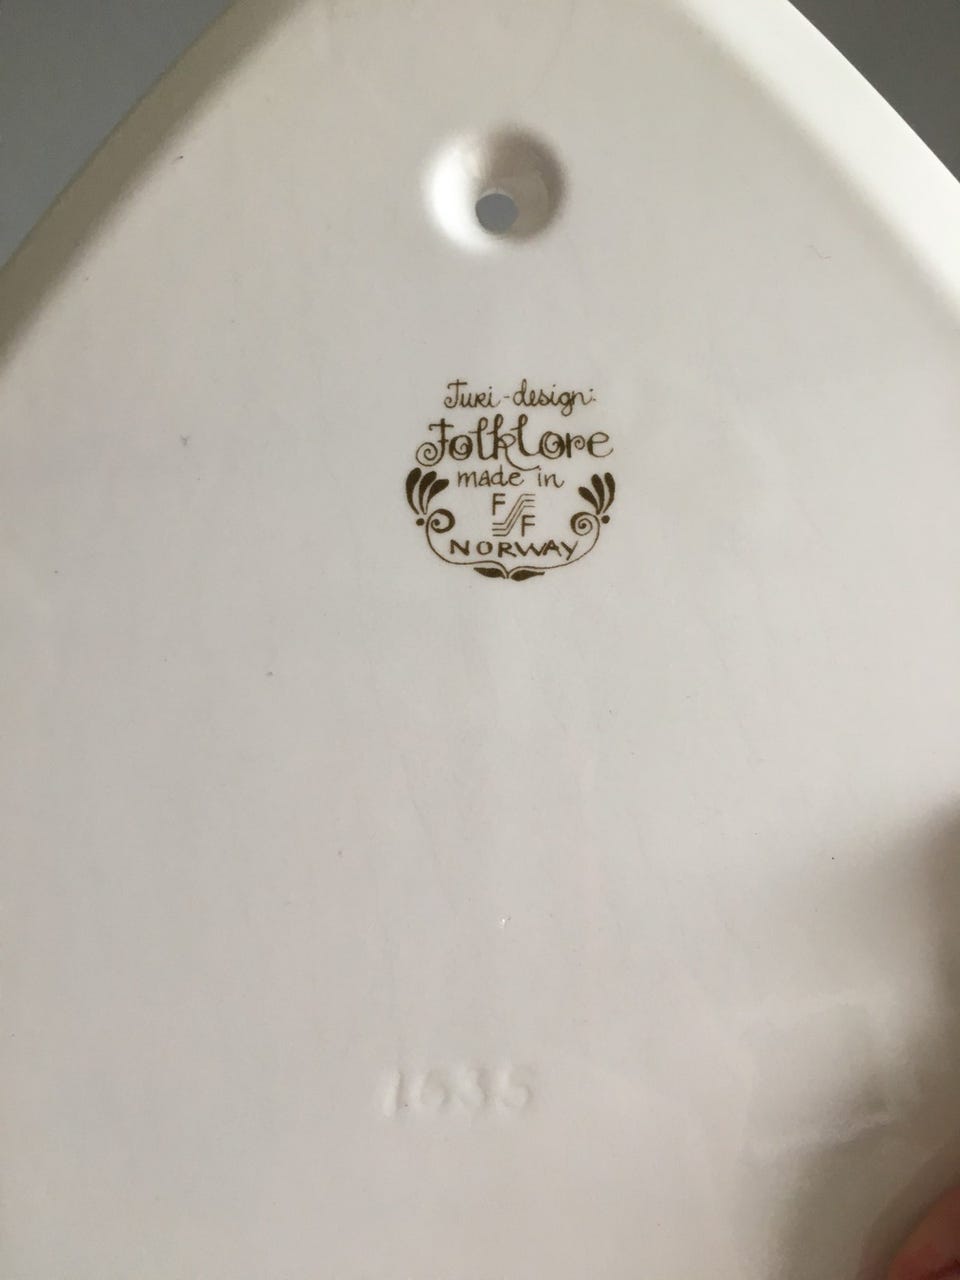 Turi-design:
Folklore
made in
F
F
NORWAY
1635